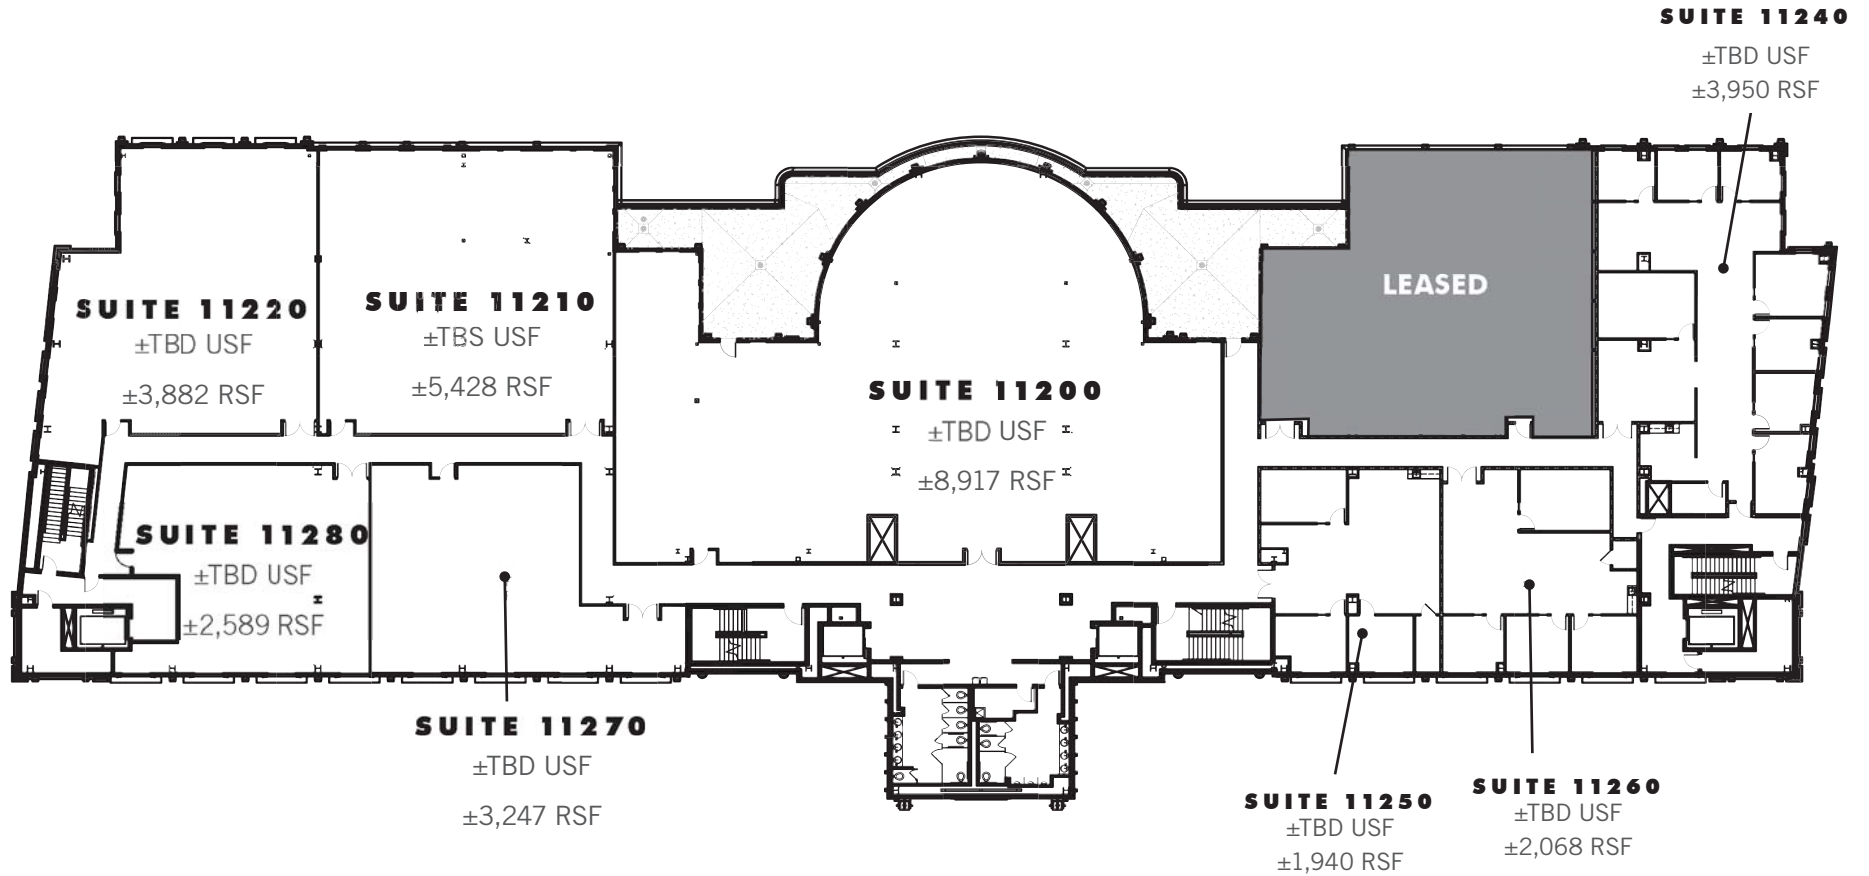 SUITE 11240
±TBD USF
±3,950 RSF
SUITE 11220
±TBD USF
±3,882 RSF
SUITE 11210
±TBS USF
±5,428 RSF
LEASED
SUITE 11200
±TBD USF
±8,917 RSF
SUITE 11280
±TBD USF
±2,589 RSF
SUITE 11270
±TBD USF
±3,247 RSF
SUITE 11250
±TBD USF
±1,940 RSF
SUITE 11260
±TBD USF
±2,068 RSF